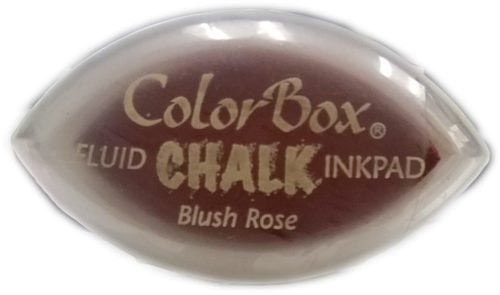 ColorBox®
FLUID CHALK INKPAD
Blush Rose